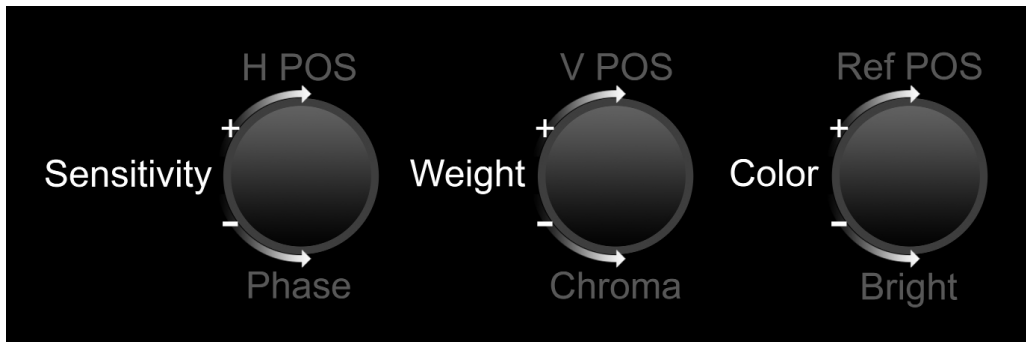 H POS V POS Ref POS
+ + +
Sensitivity Weight Color
- - -
Phase Chroma Bright